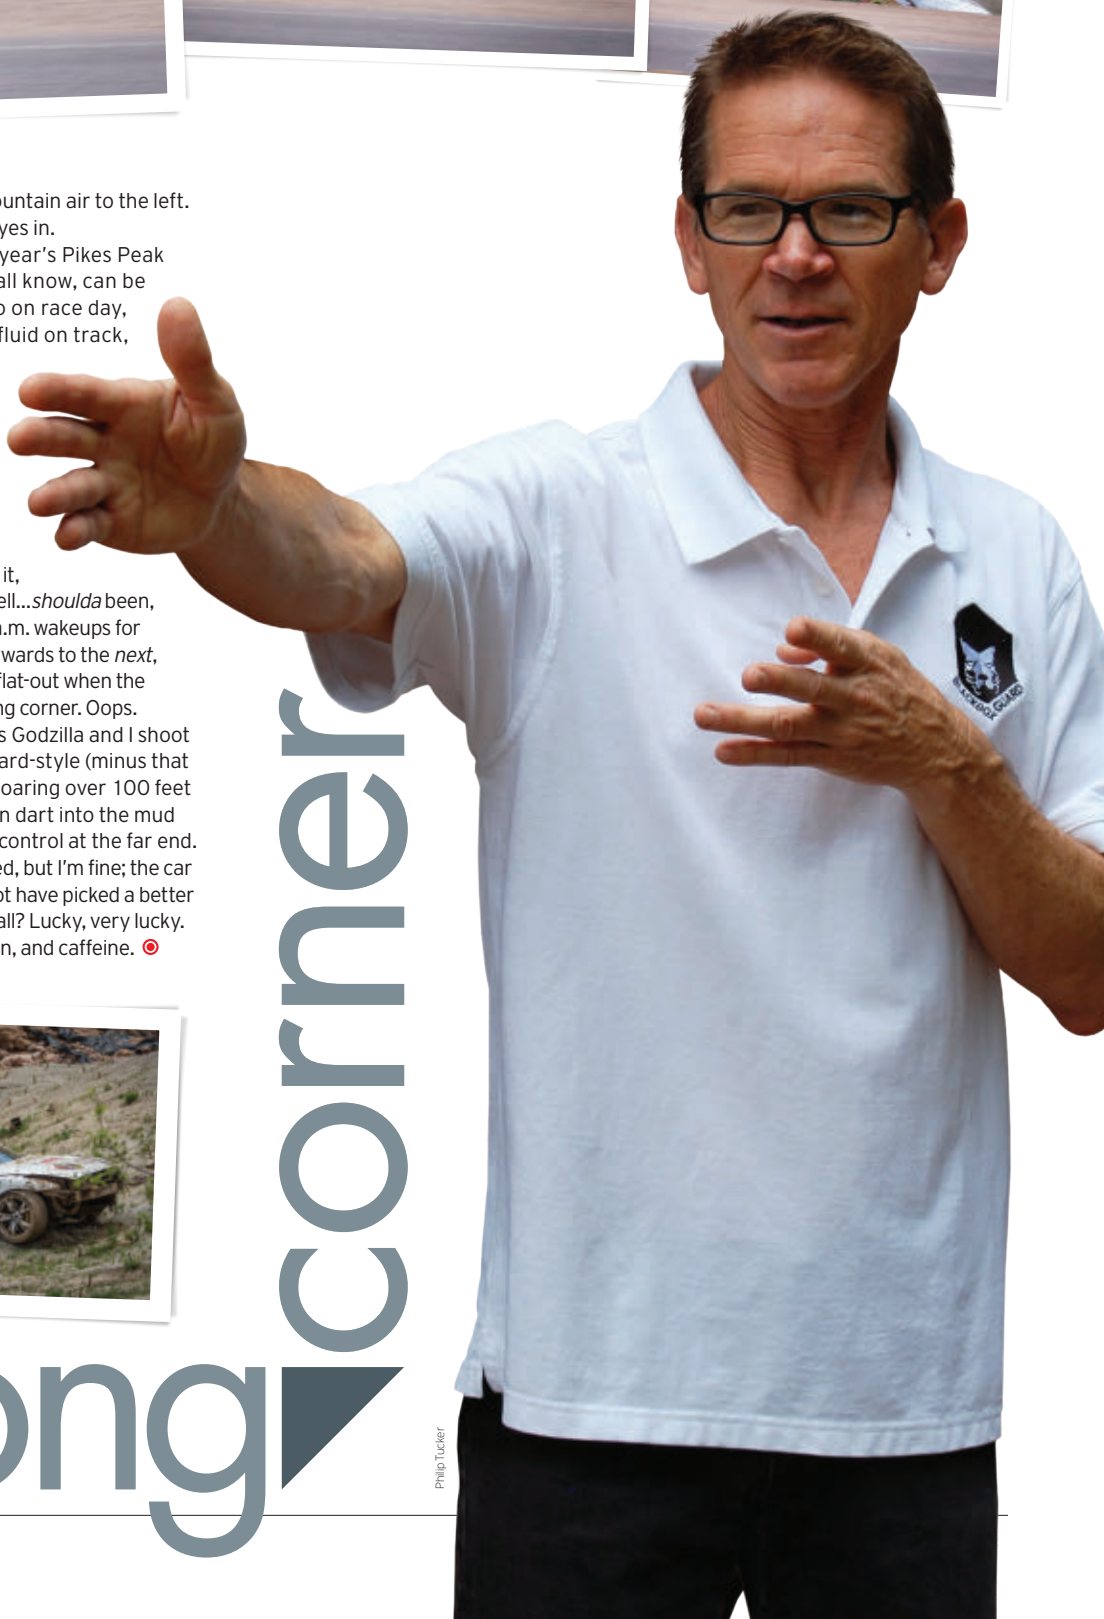 ountain air to the left.
yes in.
year's Pikes Peak
all know, can be
o on race day,
fluid on track,
it,
ell...shoulda been,
a.m. wakeups for
wards to the next,
flat-out when the
ng corner. Oops.
s Godzilla and I shoot
ard-style (minus that
oaring over 100 feet
n dart into the mud
control at the far end.
ed, but I'm fine; the car
ot have picked a better
all? Lucky, very lucky.
n, and caffeine.
BLACKDOG GUARD
ong
corner
Philip Tucker